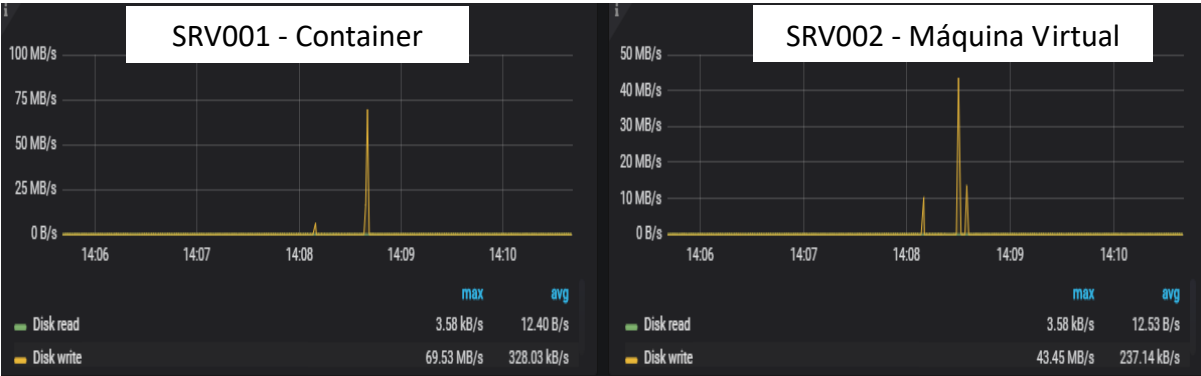 i
SRV001 - Container
100 MB/s
75 MB/s
50 MB/s
25 MB/s
0 B/s
14:06 14:07 14:08 14:09 14:10
max avg
Disk read 3.58 kB/s 12.40 B/s
Disk write 69.53 MB/s 328.03 kB/s
i
SRV002 - Máquina Virtual
50 MB/s
40 MB/s
30 MB/s
20 MB/s
10 MB/s
0 B/s
14:06 14:07 14:08 14:09 14:10
max avg
Disk read 3.58 kB/s 12.53 B/s
Disk write 43.45 MB/s 237.14 kB/s